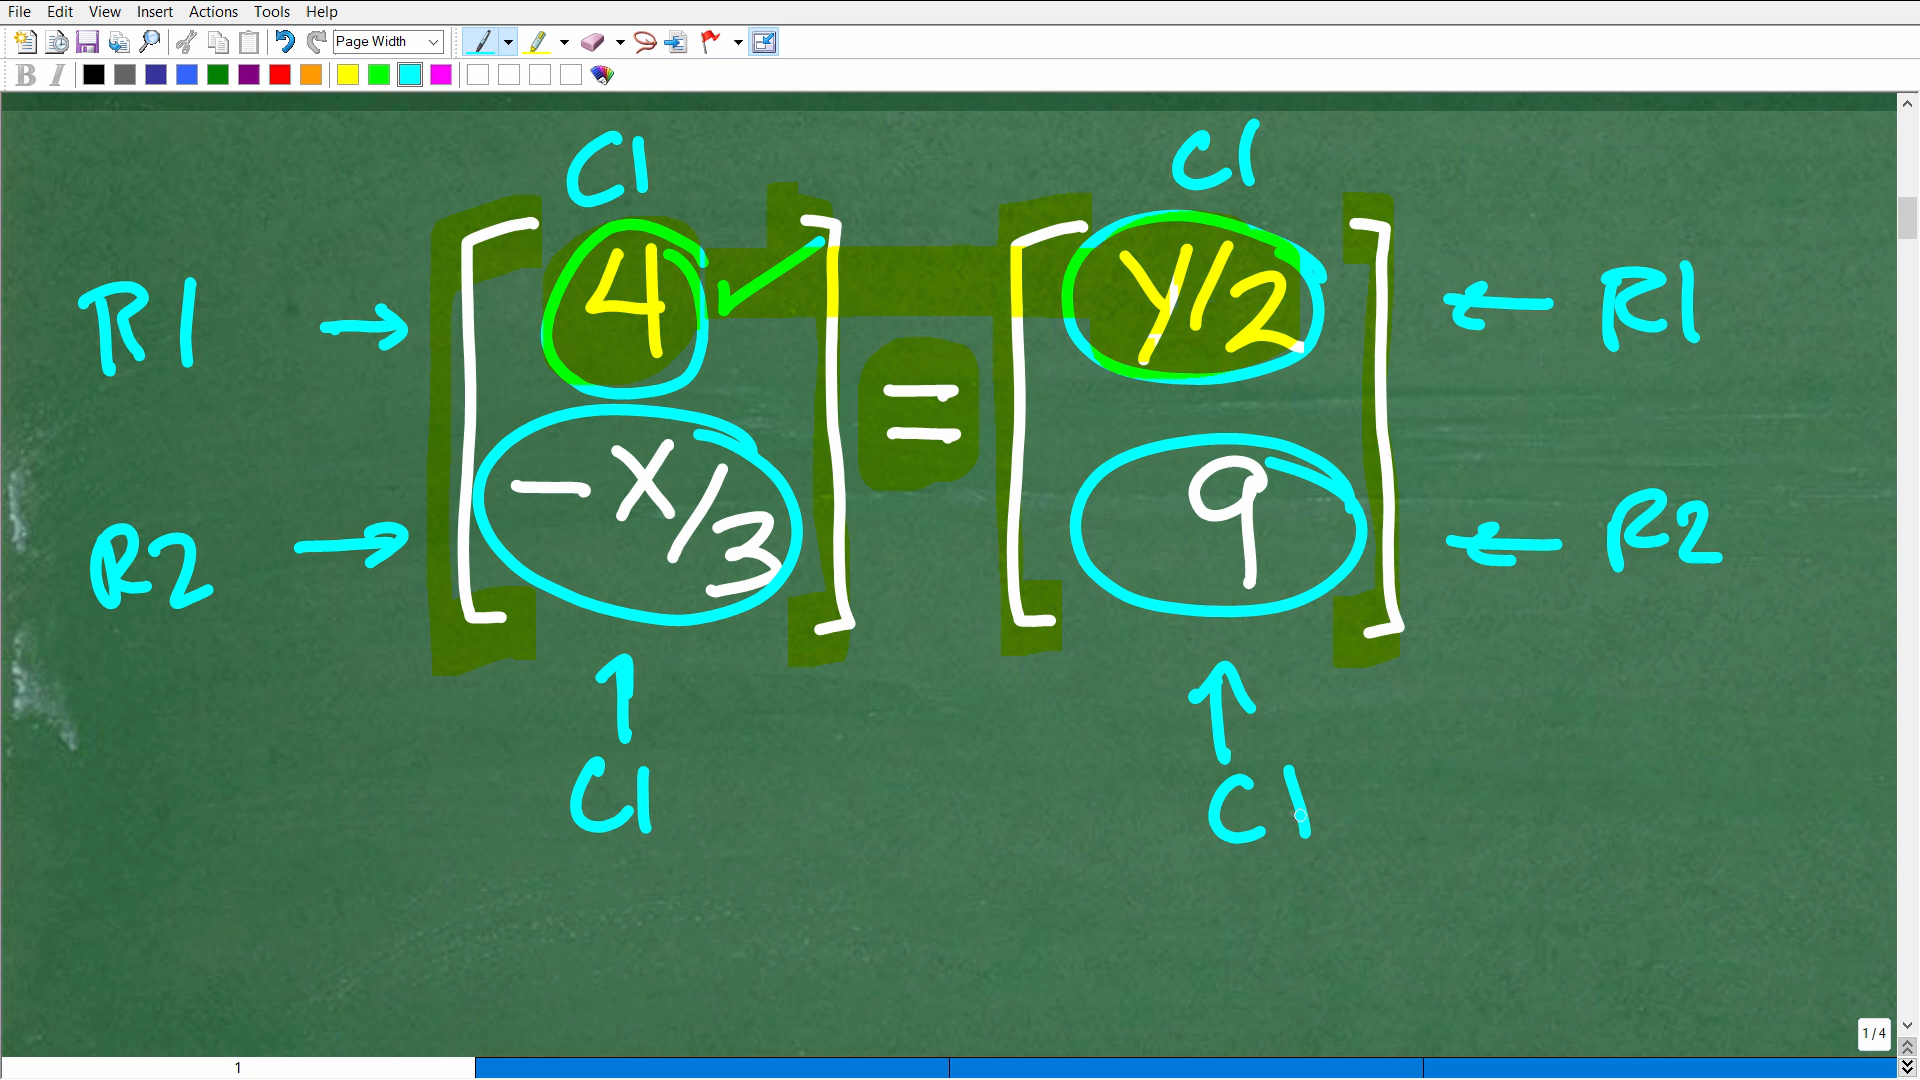 File Edit View Insert Actions Tools Help
Page Width
B I
C1 C1
R1 → [ 4 ✓ ] = [ y/2 ] ← R1
R2 → [ -x/3 ] [ 9 ] ← R2
↑ ↑
C1 C1
1 / 4
1